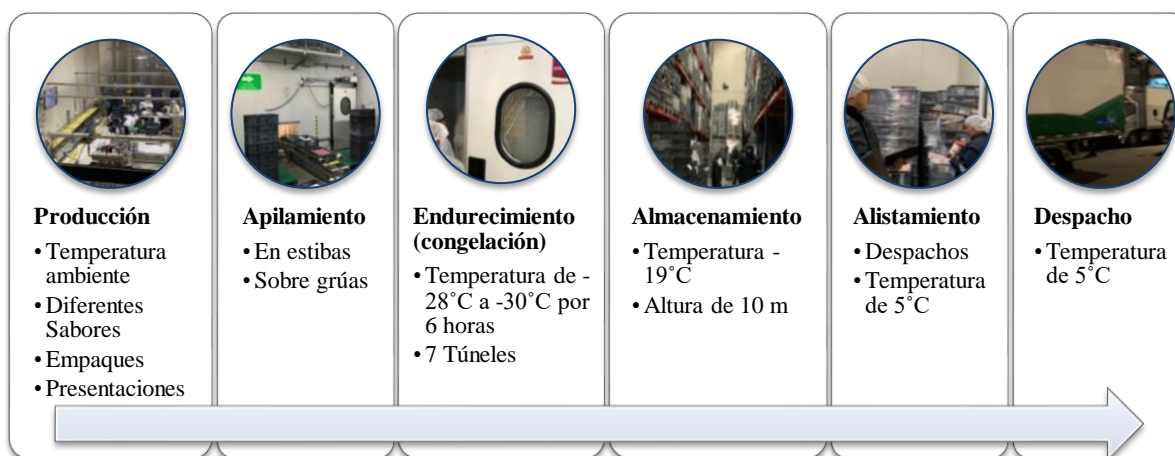 Producción
• Temperatura
ambiente
• Diferentes
Sabores
• Empaques
• Presentaciones
Apilamiento
• En estibas
• Sobre grúas
Endurecimiento
(congelación)
• Temperatura de -
28˚C a -30˚C por
6 horas
• 7 Túneles
Almacenamiento
• Temperatura -
19˚C
• Altura de 10 m
Alistamiento
• Despachos
• Temperatura
de 5˚C
Despacho
• Temperatura
de 5˚C